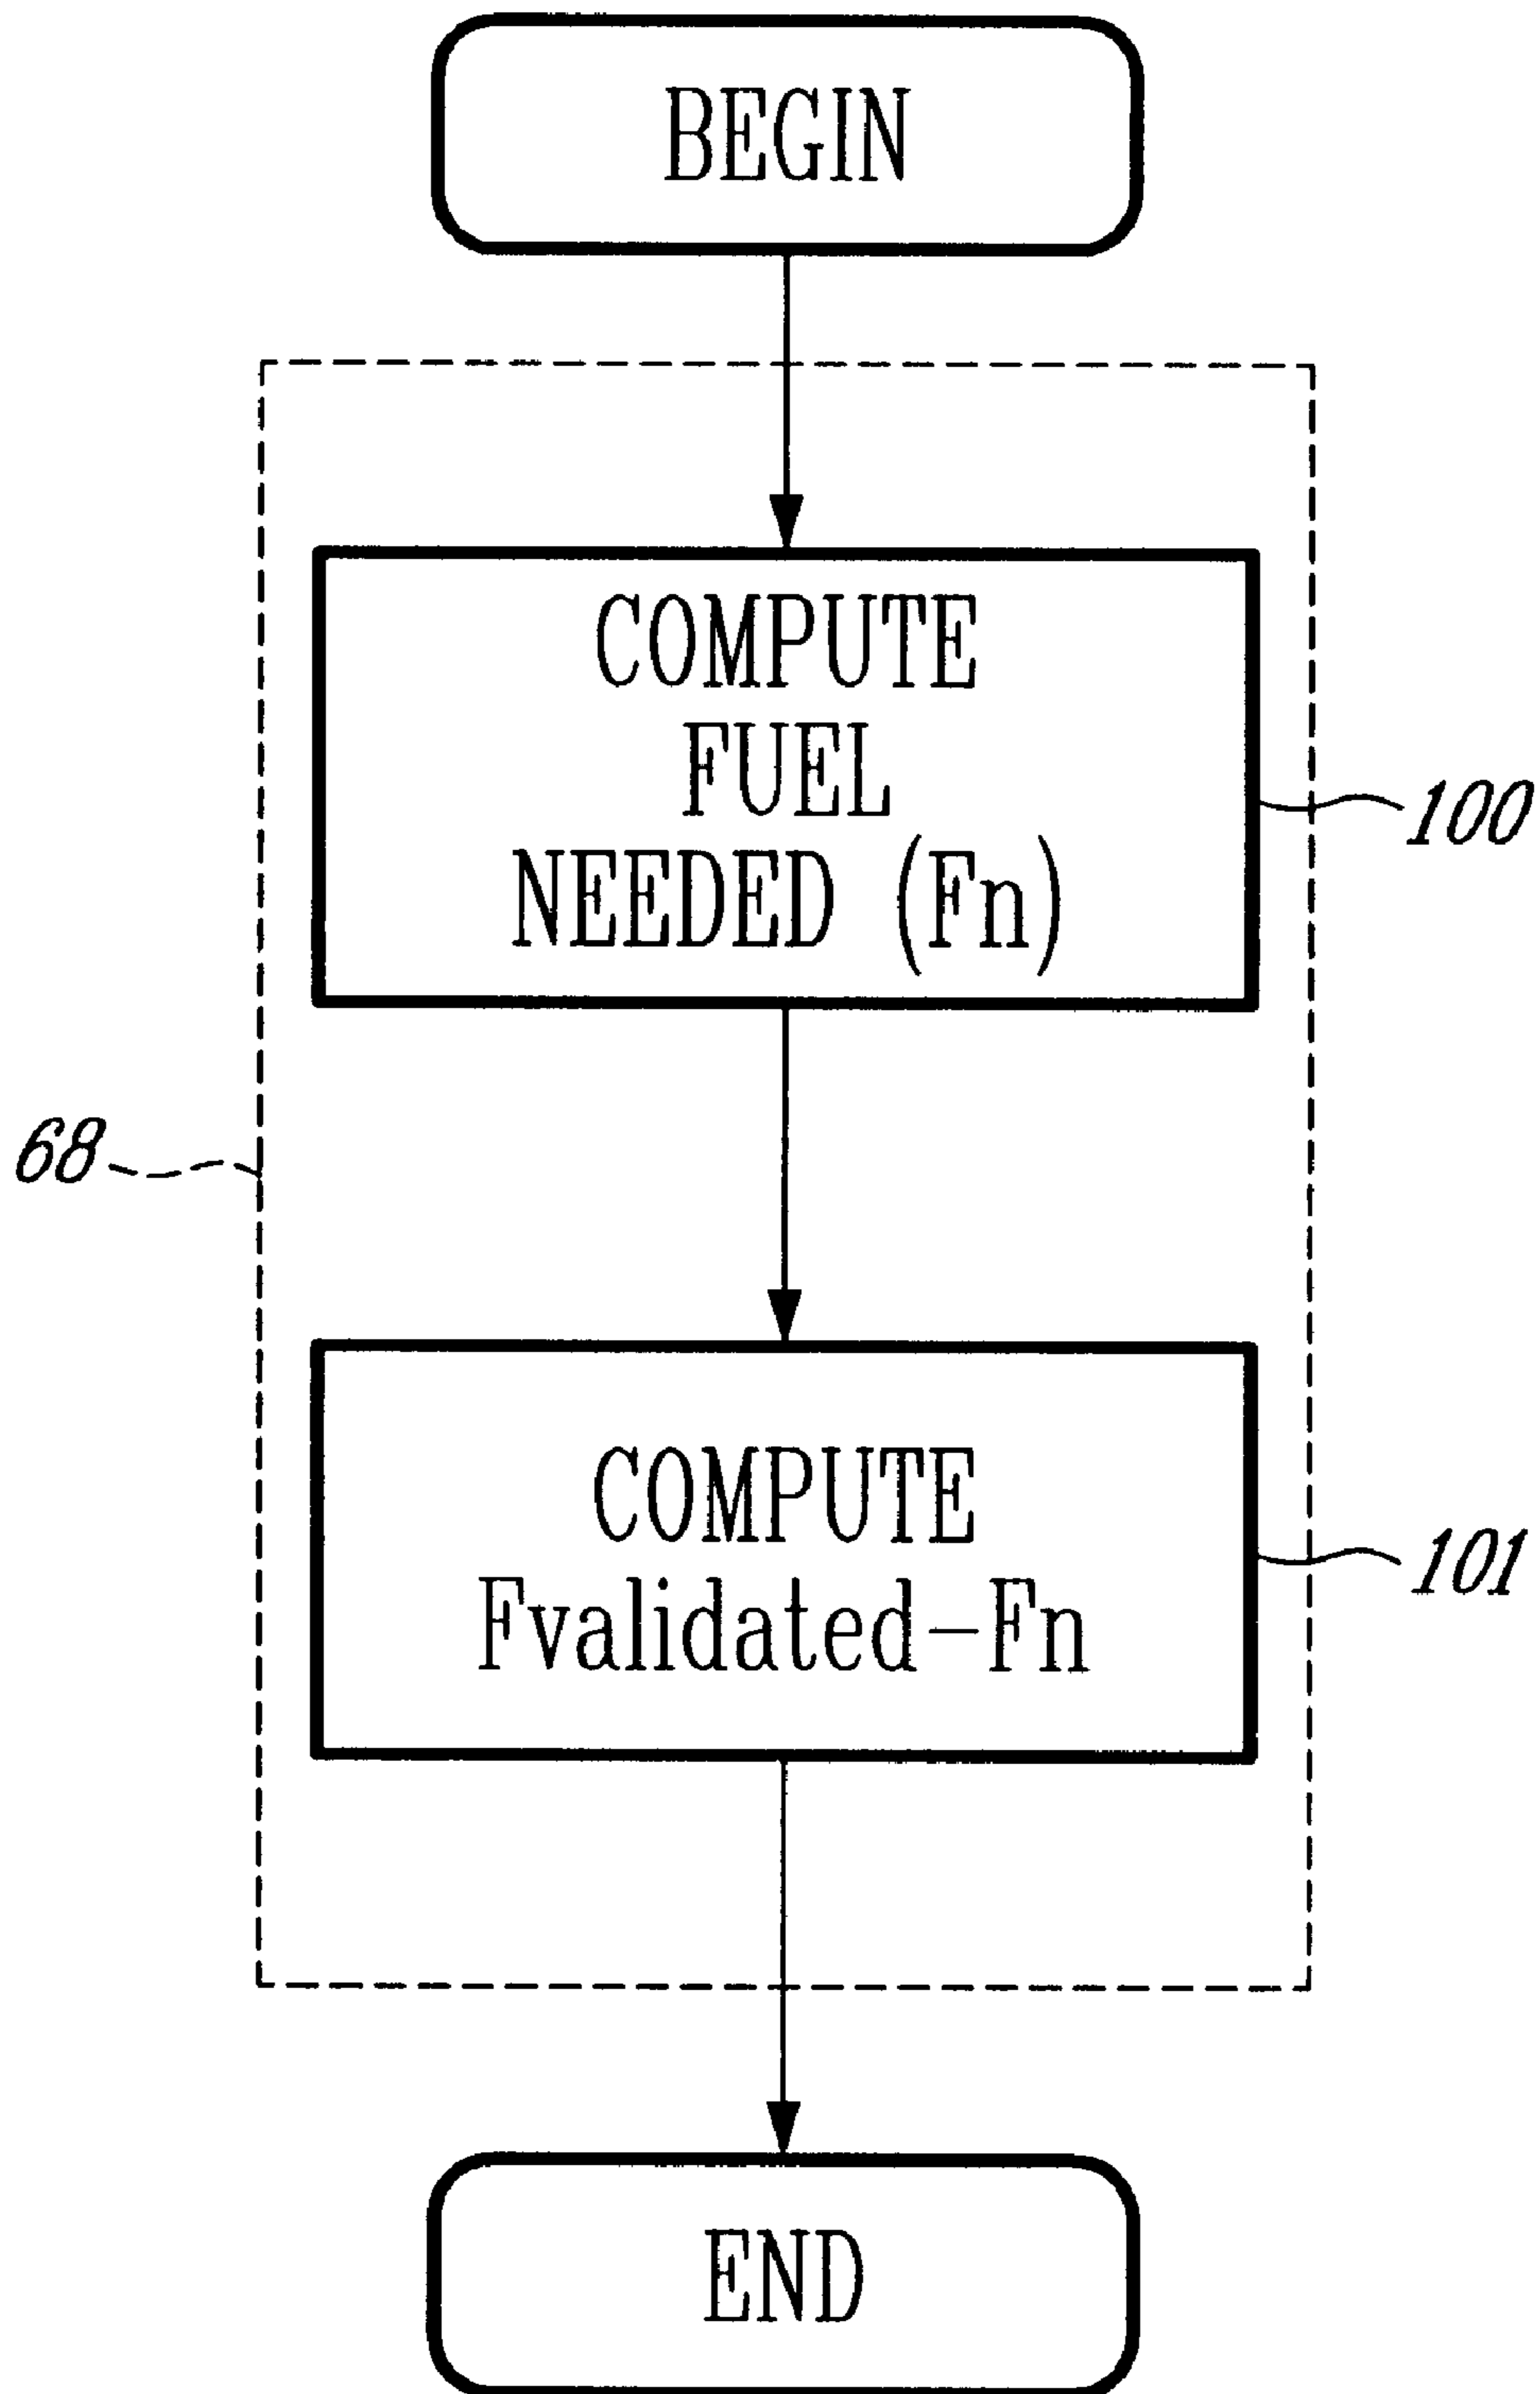 BEGIN
COMPUTE
FUEL
NEEDED (Fn)
100
68
COMPUTE
Fvalidated-Fn
101
END